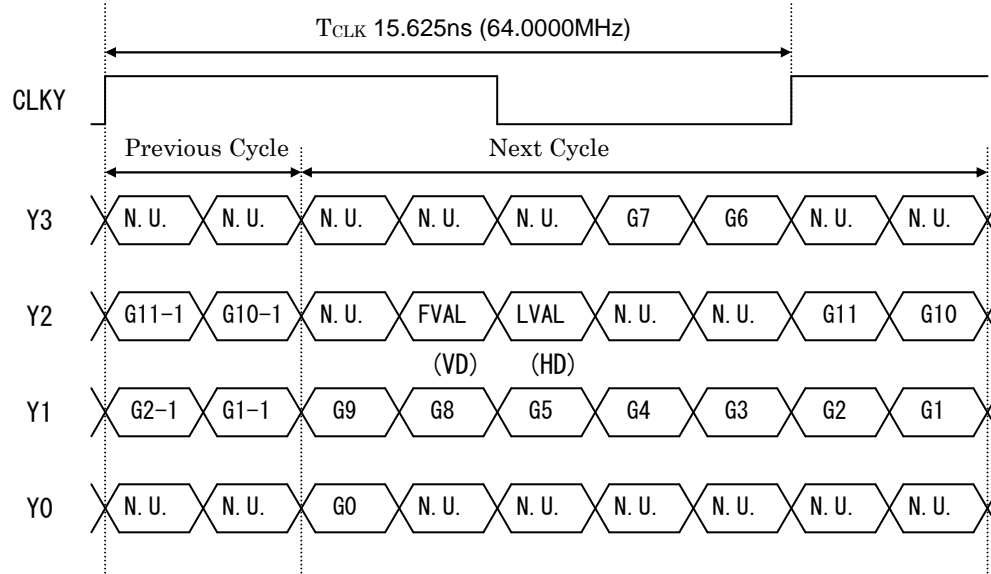 TCLK 15.625ns (64.0000MHz)
CLKY
Previous Cycle Next Cycle
Y3 N. U. N. U. N. U. N. U. N. U. G7 G6 N. U. N. U.
Y2 G11-1 G10-1 N. U. FVAL LVAL N. U. N. U. G11 G10
(VD) (HD)
Y1 G2-1 G1-1 G9 G8 G5 G4 G3 G2 G1
Y0 N. U. N. U. G0 N. U. N. U. N. U. N. U. N. U. N. U.